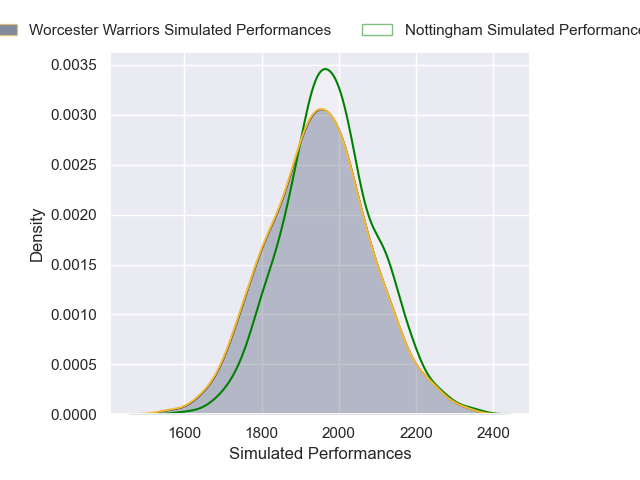 Worcester Warriors Simulated Performances
Nottingham Simulated Performance
0.0035
0.0030
0.0025
0.0020
0.0015
0.0010
0.0005
0.0000
Density
1600 1800 2000 2200 2400
Simulated Performances